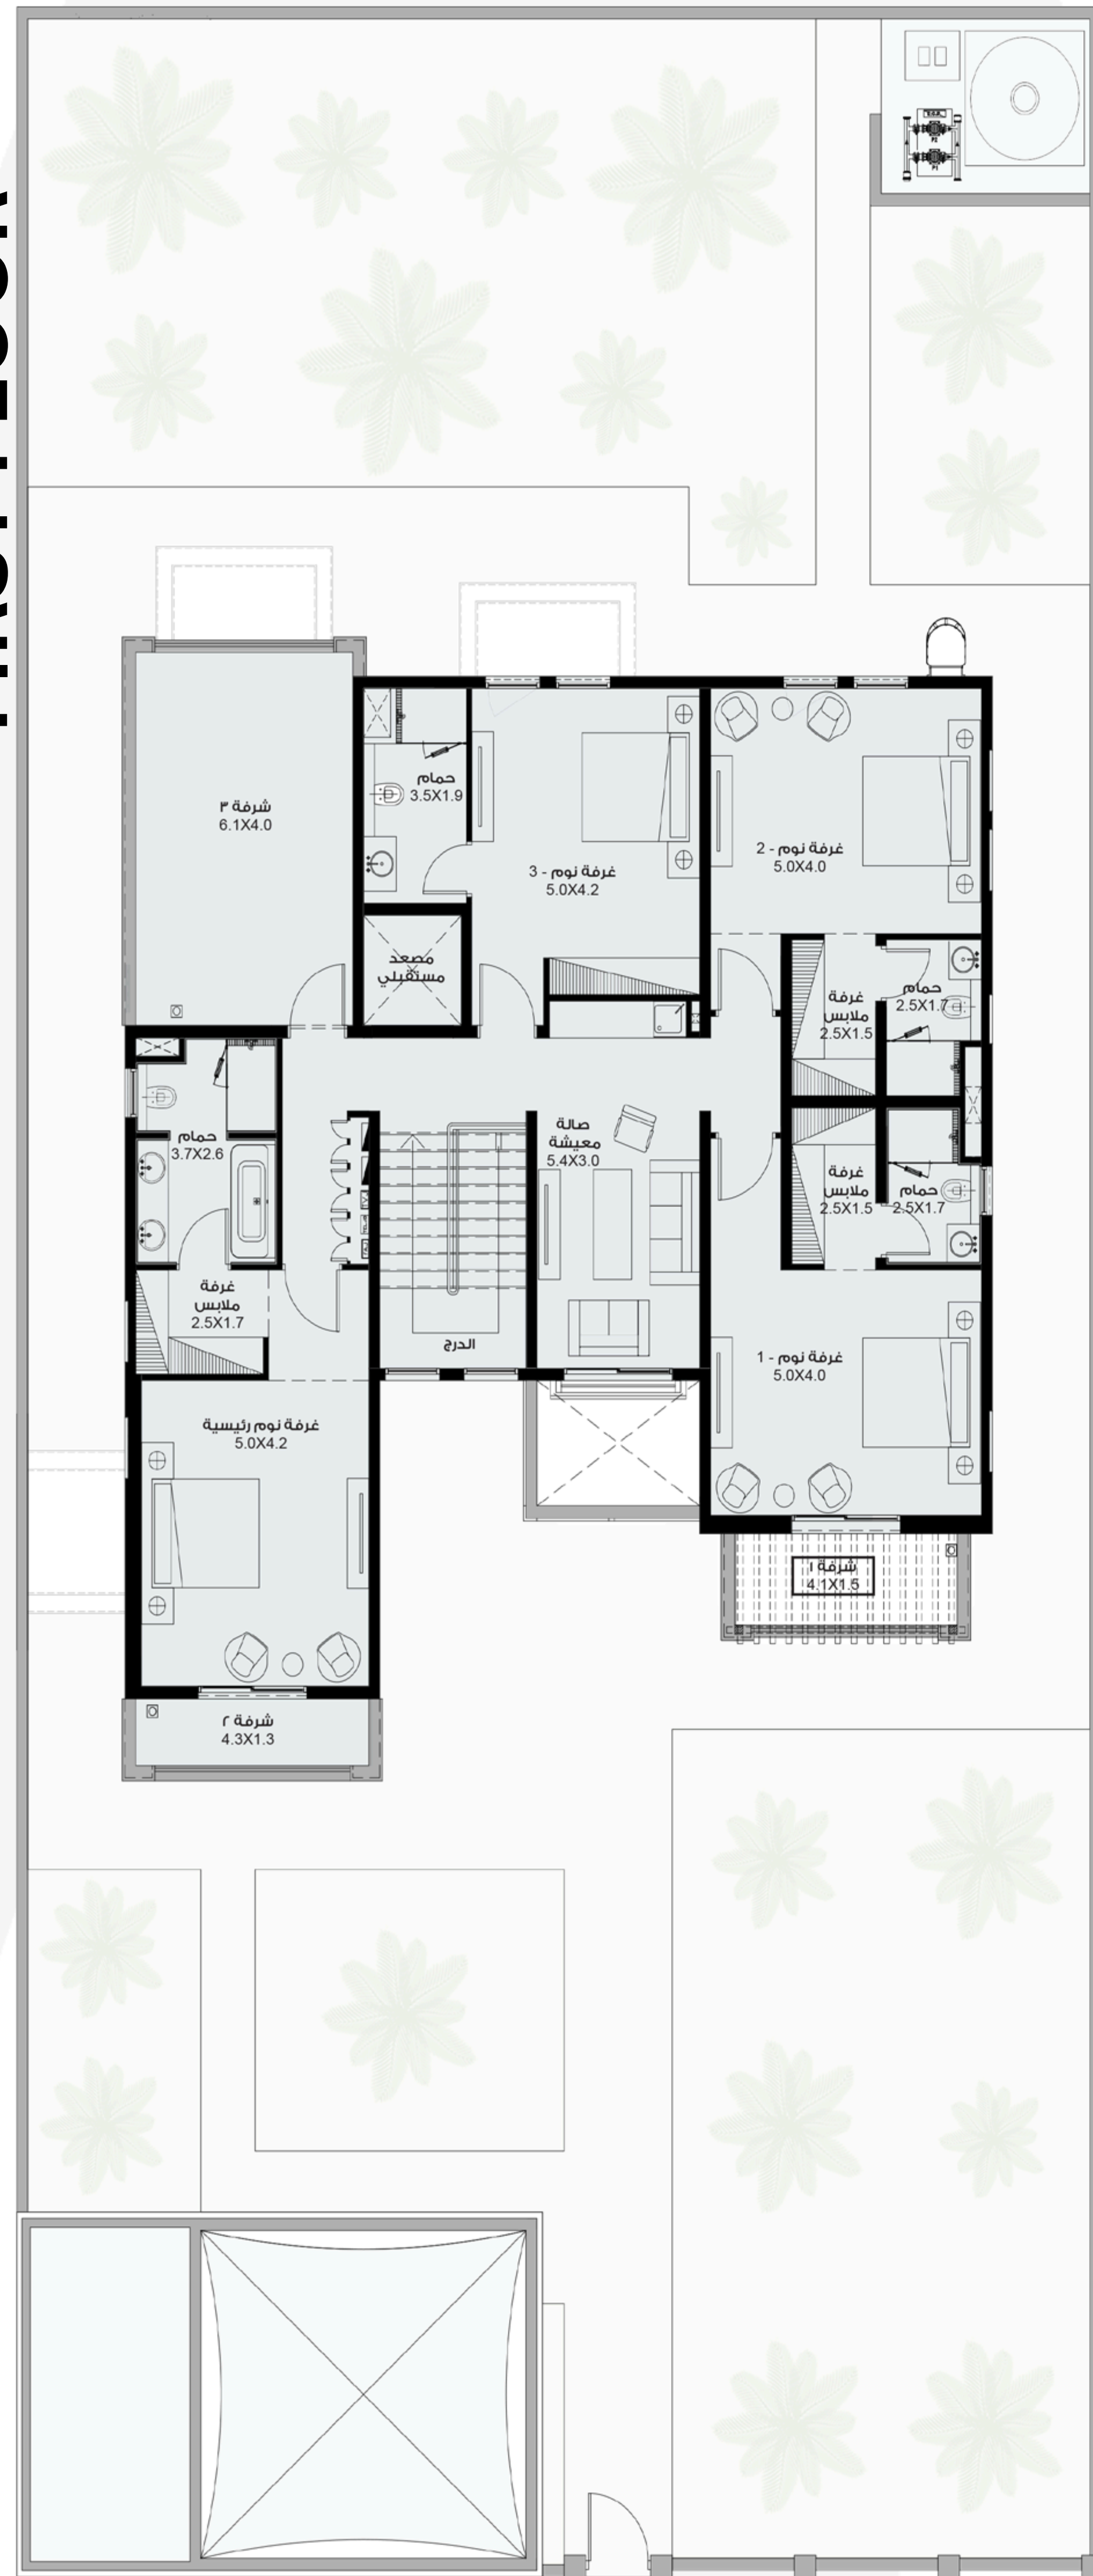 شرفة ٣
6.1X4.0
حمام
3.5X1.9
غرفة نوم - 3
5.0X4.2
غرفة نوم - 2
5.0X4.0
مصعد
مستقبلي
غرفة
ملابس
2.5X1.5
حمام
2.5X1.7
حمام
3.7X2.6
صالة
معيشة
5.4X3.0
غرفة
ملابس
2.5X1.5
حمام
2.5X1.7
غرفة
ملابس
2.5X1.7
الدرج
غرفة نوم - 1
5.0X4.0
غرفة نوم رئيسية
5.0X4.2
شرفة ١
4.1X1.5
شرفة ٢
4.3X1.3